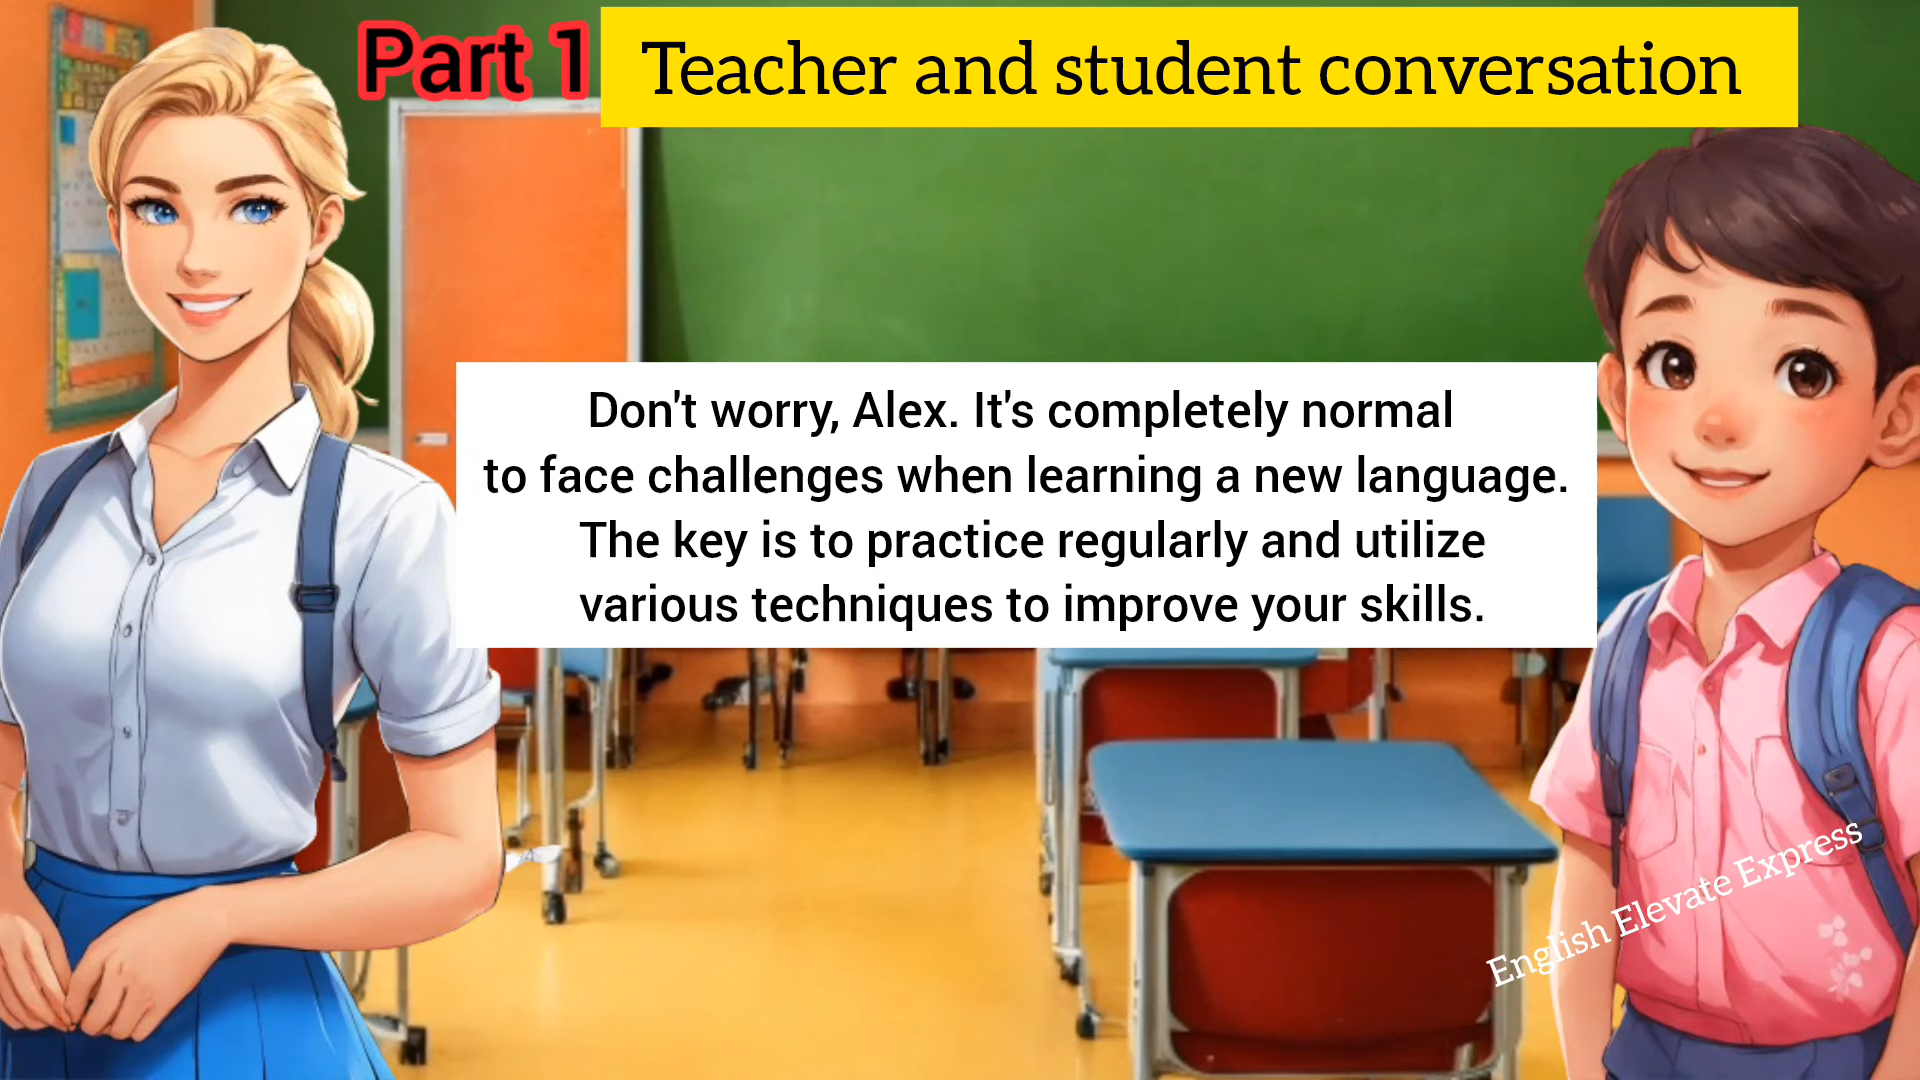 Part 1
Teacher and student conversation
Don't worry, Alex. It's completely normal
to face challenges when learning a new language.
The key is to practice regularly and utilize
various techniques to improve your skills.
English Elevate Express